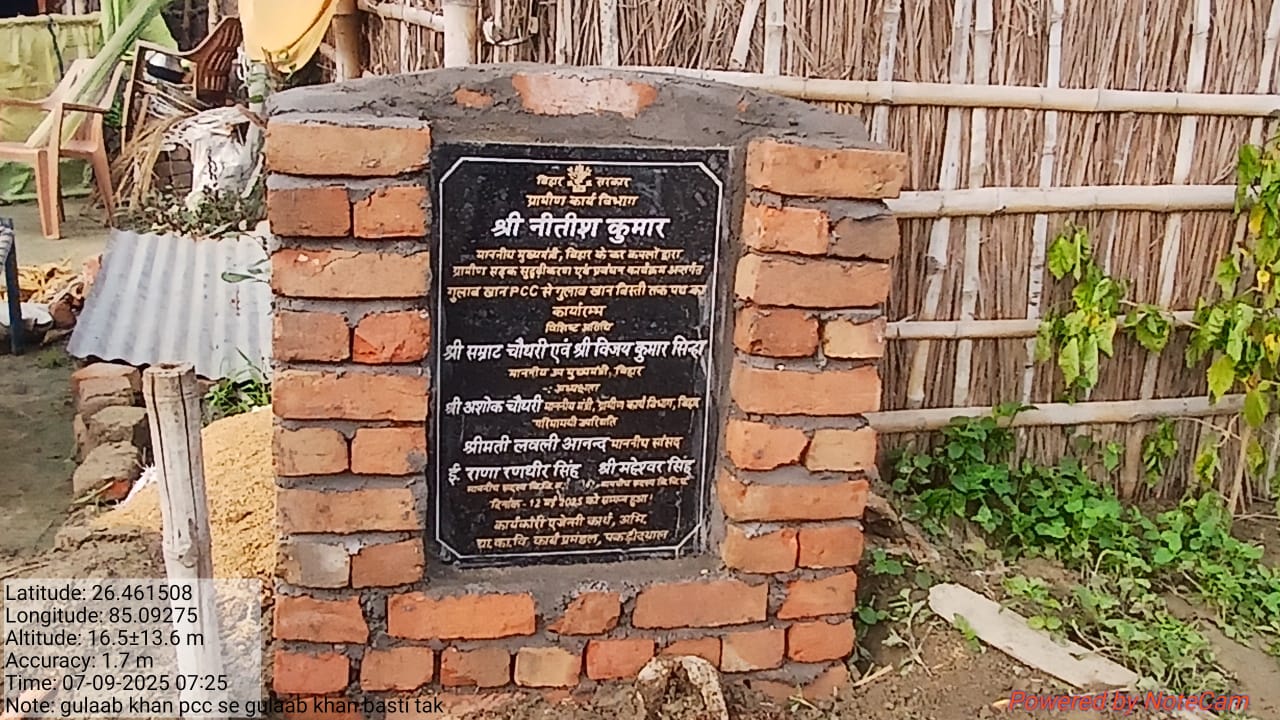 बिहार सरकार
ग्रामीण कार्य विभाग
श्री नीतीश कुमार
माननीय मुख्यमंत्री, बिहार के कर कमलों द्वारा
ग्रामीण सड़क सुदृढ़ीकरण एवं प्रबंधन कार्यक्रम अन्तर्गत
गुलाब खान PCC से गुलाब खान बिस्ती तक पथ का
कार्यारम्भ
विशिष्ट अतिथि
श्री सम्राट चौधरी एवं श्री विजय कुमार सिन्हा
माननीय उप मुख्यमंत्री, बिहार
-: अध्यक्षता
श्री अशोक चौधरी माननीय मंत्री, ग्रामीण कार्य विभाग, बिहार
गरिमामयी उपस्थिति
श्रीमती लवली आनन्द माननीय सांसद
ई. राणा रणधीर सिंह श्री महेश्वर सिंह
माननीय सदस्य माननीय सदस्य
दिनांक - 12 मई 2025 को सम्पन्न हुआ।
कार्यकारी एजेन्सी कार्य, अभि.
ग्रा.का.वि. कार्य प्रमंडल, पकड़ीदयाल
Latitude: 26.461508
Longitude: 85.09275
Altitude: 16.5±13.6 m
Accuracy: 1.7 m
Time: 07-09-2025 07:25
Note: gulaab khan pcc se gulaab khan basti tak
Powered by NoteCam